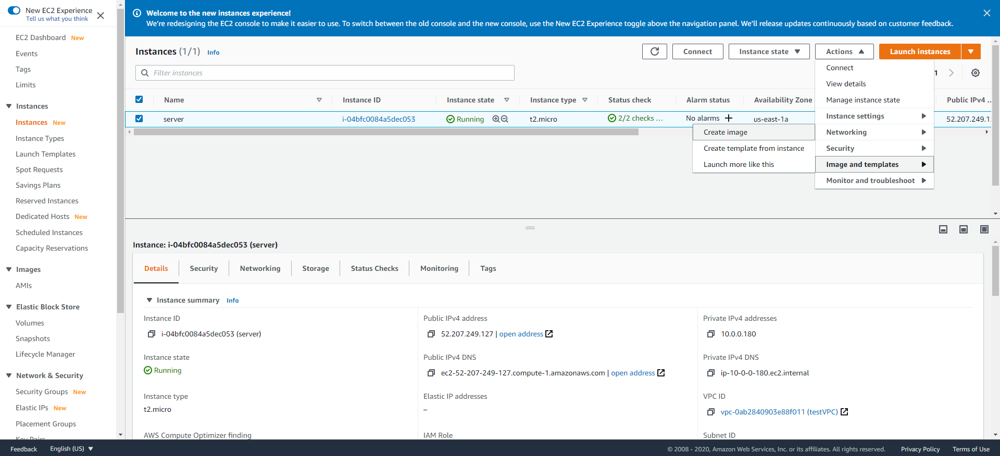 New EC2 Experience
Tell us what you think
EC2 Dashboard New
Events
Tags
Limits
Instances
Instances New
Instance Types
Launch Templates
Spot Requests
Savings Plans
Reserved Instances
Dedicated Hosts New
Scheduled Instances
Capacity Reservations
Images
AMIs
Elastic Block Store
Volumes
Snapshots
Lifecycle Manager
Network & Security
Security Groups New
Elastic IPs New
Placement Groups
Key Pairs
Welcome to the new instances experience!
We're redesigning the EC2 console to make it easier to use. To switch between the old console and the new console, use the New EC2 Experience toggle above the navigation panel. We'll release updates continuously based on customer feedback.
Instances (1/1) Info
Connect
Instance state
Actions
Launch instances
Filter instances
1
Name
Instance ID
Instance state
Instance type
Status check
Alarm status
Availability Zone
Public IPv4 ..
server
i-04bfc0084a5dec053
Running
t2.micro
2/2 checks ...
No alarms
us-east-1a
52.207.249.1
Connect
View details
Manage instance state
Instance settings
Networking
Security
Image and templates
Monitor and troubleshoot
Create image
Create template from instance
Launch more like this
Instance: i-04bfc0084a5dec053 (server)
Details
Security
Networking
Storage
Status Checks
Monitoring
Tags
Instance summary Info
Instance ID
i-04bfc0084a5dec053 (server)
Public IPv4 address
52.207.249.127 | open address
Private IPv4 addresses
10.0.0.180
Instance state
Running
Public IPv4 DNS
ec2-52-207-249-127.compute-1.amazonaws.com | open address
Private IPv4 DNS
ip-10-0-0-180.ec2.internal
Instance type
t2.micro
Elastic IP addresses
–
VPC ID
vpc-0ab2840903e88f011 (testVPC)
AWS Compute Optimizer finding
IAM Role
Subnet ID
Feedback
English (US)
© 2008 - 2020, Amazon Web Services, Inc. or its affiliates. All rights reserved.
Privacy Policy
Terms of Use